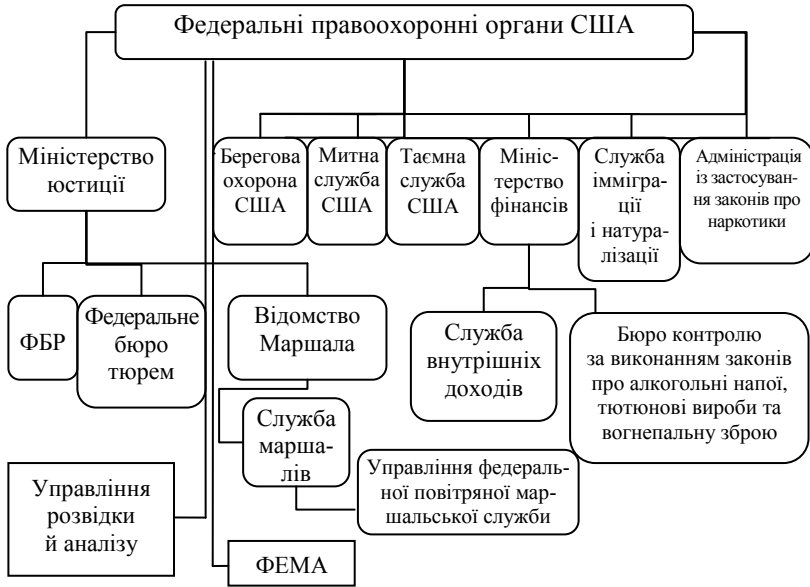 Федеральні правоохоронні органи США
Міністерство
юстиції
Берегова
охорона
США
Митна
служба
США
Таємна
служба
США
Мініс-
терство
фінансів
Служба
імміgра-
ції
і натура-
лізації
Адміністрація
із застосуван-
ня законів про
наркотики
ФБР
Федеральне
бюро
тюрем
Відомство
Маршала
Служба
внутрішніх
доходів
Бюро контролю
за виконанням законів
про алкогольні напої,
тютюнові вироби та
вогнепальну зброю
Служба
марша-
лів
Управління федераль-
ної повітряної мар-
шальської служби
Управління
розвідки
й аналізу
ФЕМА